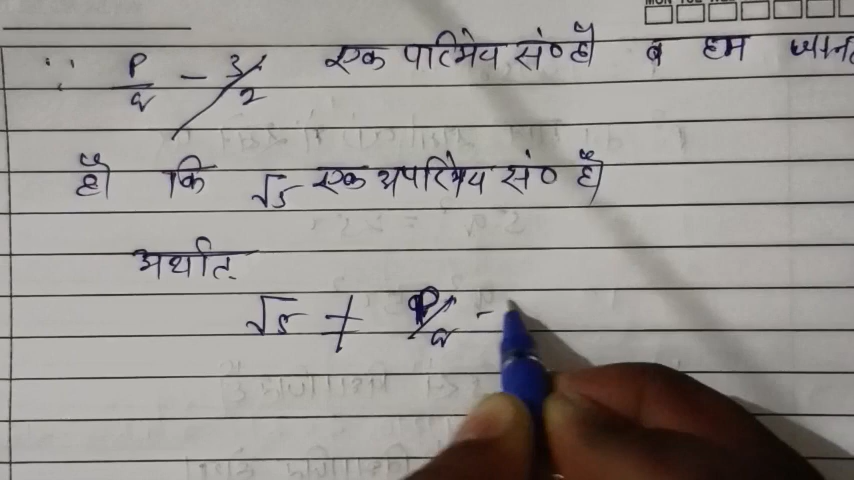 ∵ p/q - 3/2 एक परिमेय सं० है व हम जानत
है कि √5 एक अपरिमेय सं० है
अर्थात
√5 ≠ p/q -